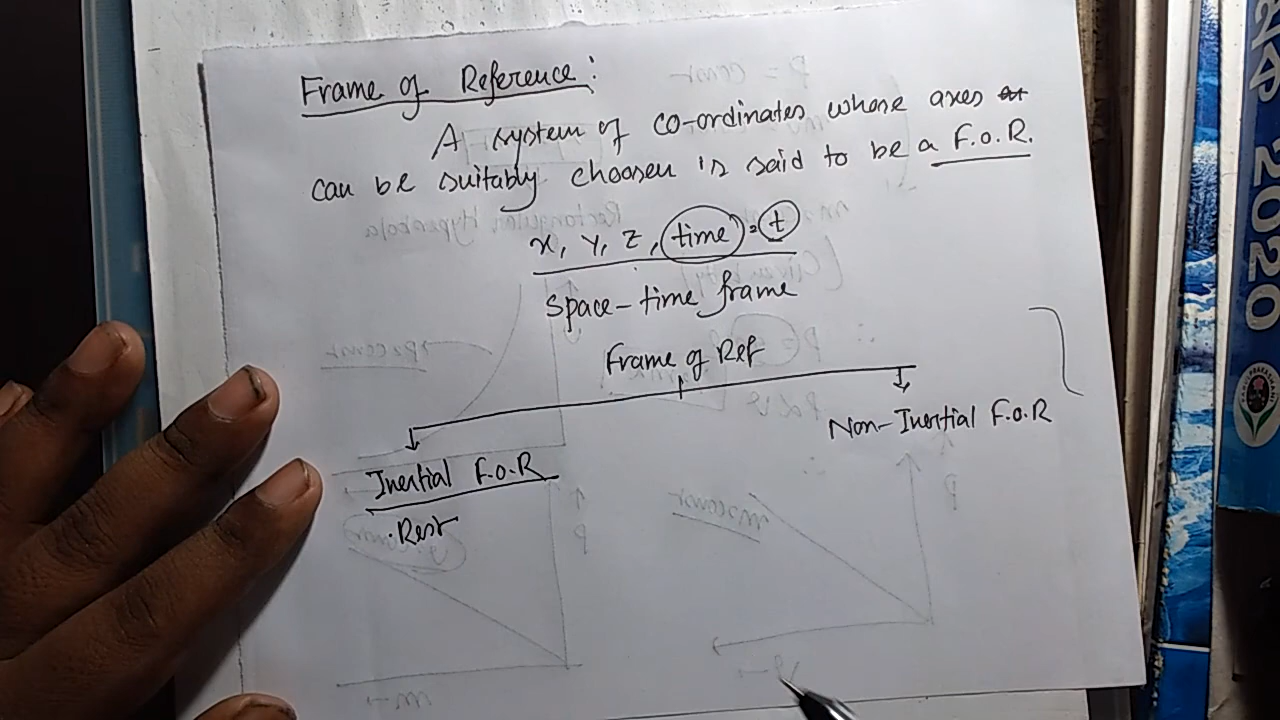 Frame of Reference:
A system of co-ordinates whose axes
can be suitably choosen is said to be a F.O.R.
x, y, z, time = t
Space-time frame
Frame of Ref
Inertial F.O.R
Non-Inertial F.O.R
. Rest
2020